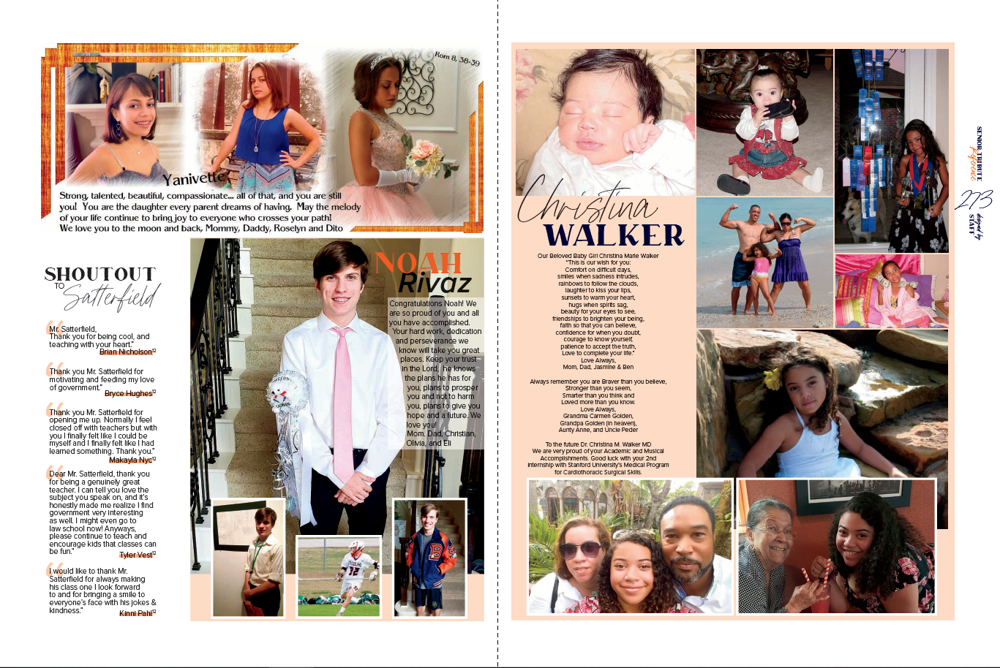 Rom 8, 38-39
Yanivette
Strong, talented, beautiful, compassionate... all of that, and you are still
you! You are the daughter every parent dreams of having. May the melody
of your life continue to bring joy to everyone who crosses your path!
We love you to the moon and back, Mommy, Daddy, Roselyn and Dito
SHOUTOUT
TO
Satterfield
Mr. Satterfield,
Thank you for being cool, and
teaching with your heart."
Brian Nicholson12
Thank you Mr. Satterfield for
motivating and feeding my love
of government."
Bryce Hughes12
Thank you Mr. Satterfield for
opening me up. Normally I feel
closed off with teachers but with
you I finally felt like I could be
myself and I finally felt like I had
learned something. Thank you."
Makayla Nyc12
Dear Mr. Satterfield, thank you
for being a genuinely great
teacher. I can tell you love the
subject you speak on, and it's
honestly made me realize I find
government very interesting
as well. I might even go to
law school now! Anyways,
please continue to teach and
encourage kids that classes can
be fun."
Tyler Vest12
I would like to thank Mr.
Satterfield for always making
his class one I look forward
to and for bringing a smile to
everyone's face with his jokes &
kindness."
Kinni Pahl12
NOAH
Rivaz
Congratulations Noah! We
are so proud of you and all
you have accomplished.
Your hard work, dedication
and perseverance we
know will take you great
places. Keep your trust
in the Lord, he knows
the plans he has for
you, plans to prosper
you and not to harm
you, plans to give you
hope and a future. We
love you!
Mom. Dad, Christian,
Olivia, and Eli
12
B
Christina
WALKER
Our Beloved Baby Girl Christina Marie Walker
"This is our wish for you:
Comfort on difficult days,
smiles when sadness intrudes,
rainbows to follow the clouds,
laughter to kiss your lips,
sunsets to warm your heart,
hugs when spirits sag,
beauty for your eyes to see,
friendships to brighten your being,
faith so that you can believe,
confidence for when you doubt,
courage to know yourself,
patience to accept the truth,
Love to complete your life."
Love Always,
Mom, Dad, Jasmine & Ben
Always remember you are Braver than you believe,
Stronger than you seem,
Smarter than you think and
Loved more than you know.
Love Always,
Grandma Carmen Golden,
Grandpa Golden (in heaven),
Aunty Anne, and Uncle Peder
To the future Dr. Christina M. Walker MD
We are very proud of your Academic and Musical
Accomplishments. Good luck with your 2nd
internship with Stanford University's Medical Program
for Cardiothoracic Surgical Skills.
SENIOR TRIBUTE
273
designed by
STAFF